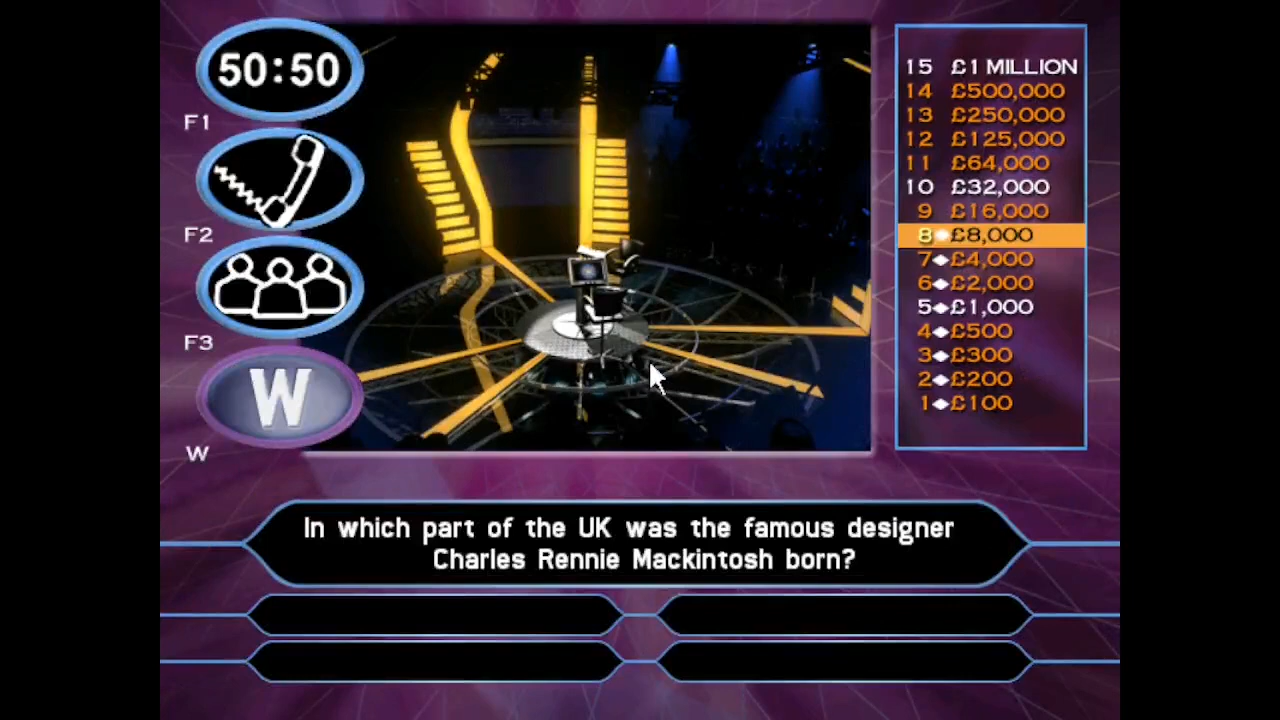 50:50
F1
F2
F3
W
W
15 £1 MILLION
14 £500,000
13 £250,000
12 £125,000
11 £64,000
10 £32,000
9 £16,000
8 £8,000
7 £4,000
6 £2,000
5 £1,000
4 £500
3 £300
2 £200
1 £100
In which part of the UK was the famous designer
Charles Rennie Mackintosh born?